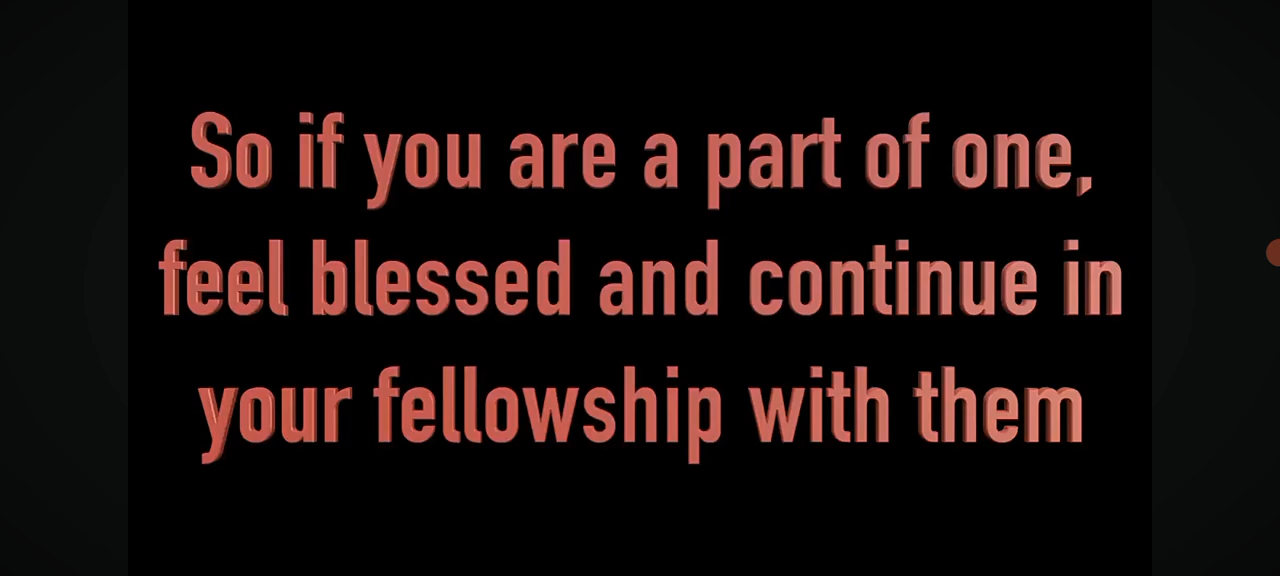 So if you are a part of one,
feel blessed and continue in
your fellowship with them